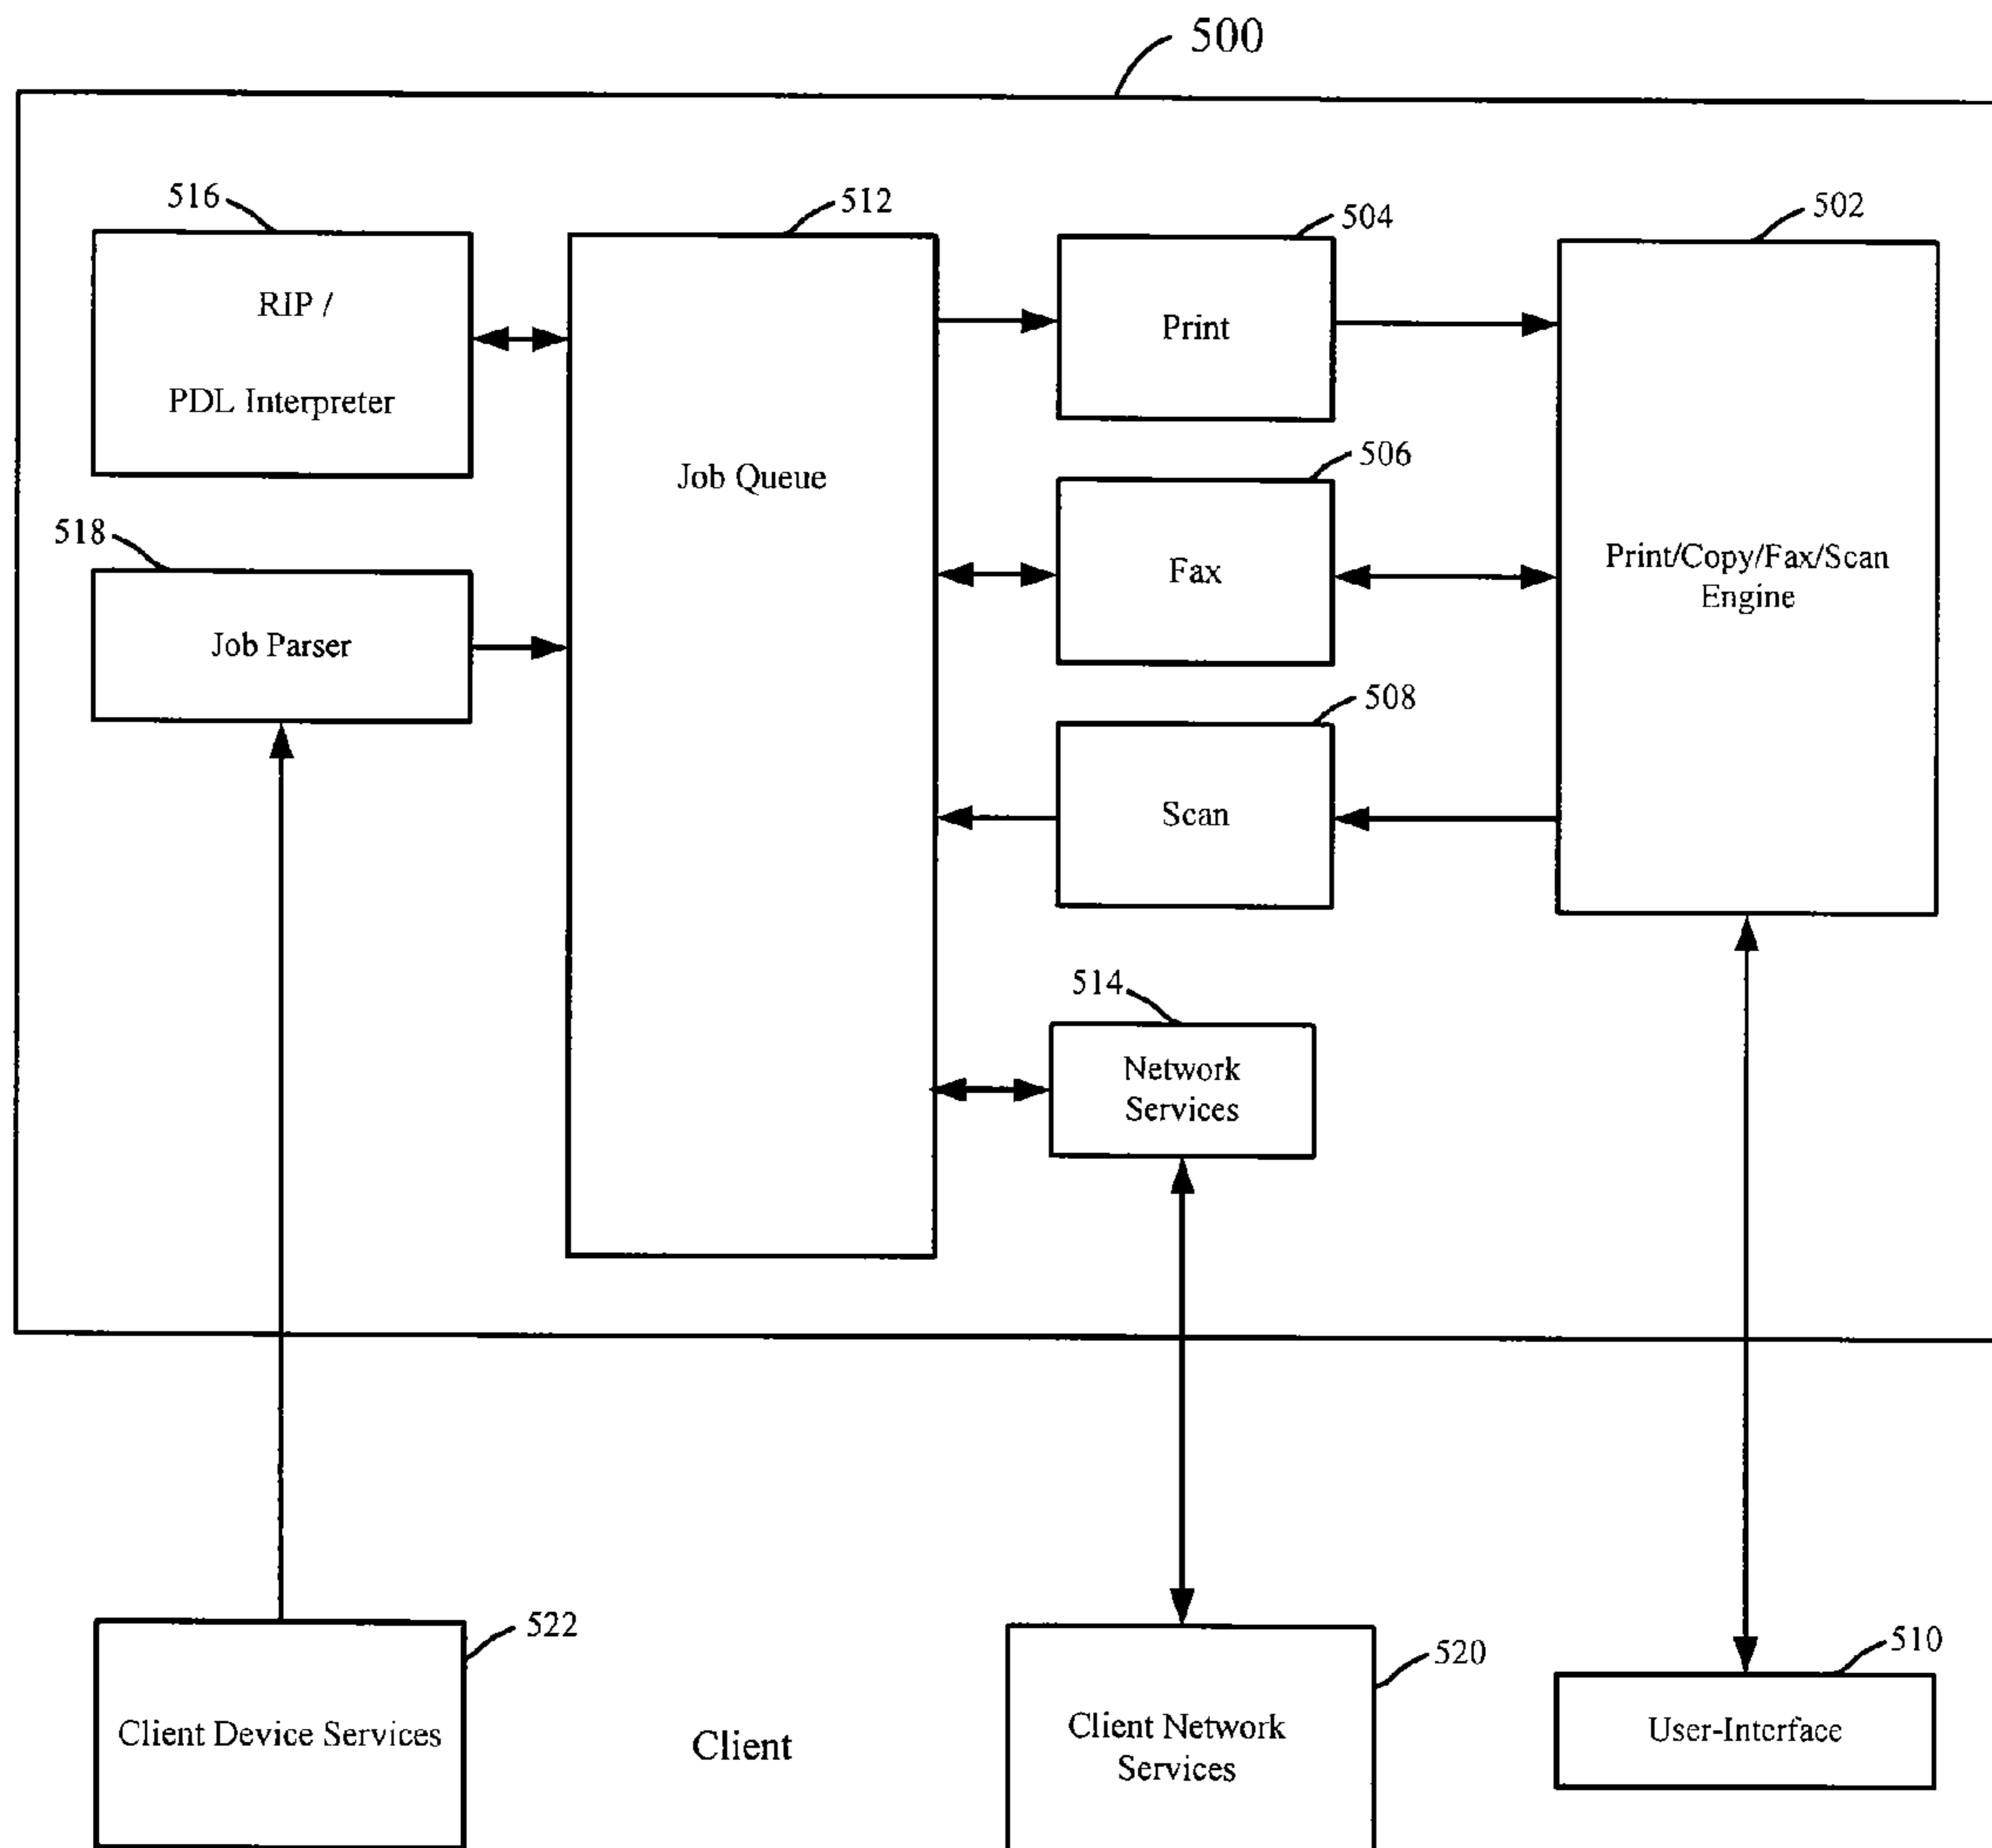 500
516
512
504
502
RIP /
PDL Interpreter
Print
Job Queue
506
518
Fax
Print/Copy/Fax/Scan
Engine
Job Parser
508
Scan
514
Network
Services
522
520
510
Client Device Services
Client
Client Network
Services
User-Interface